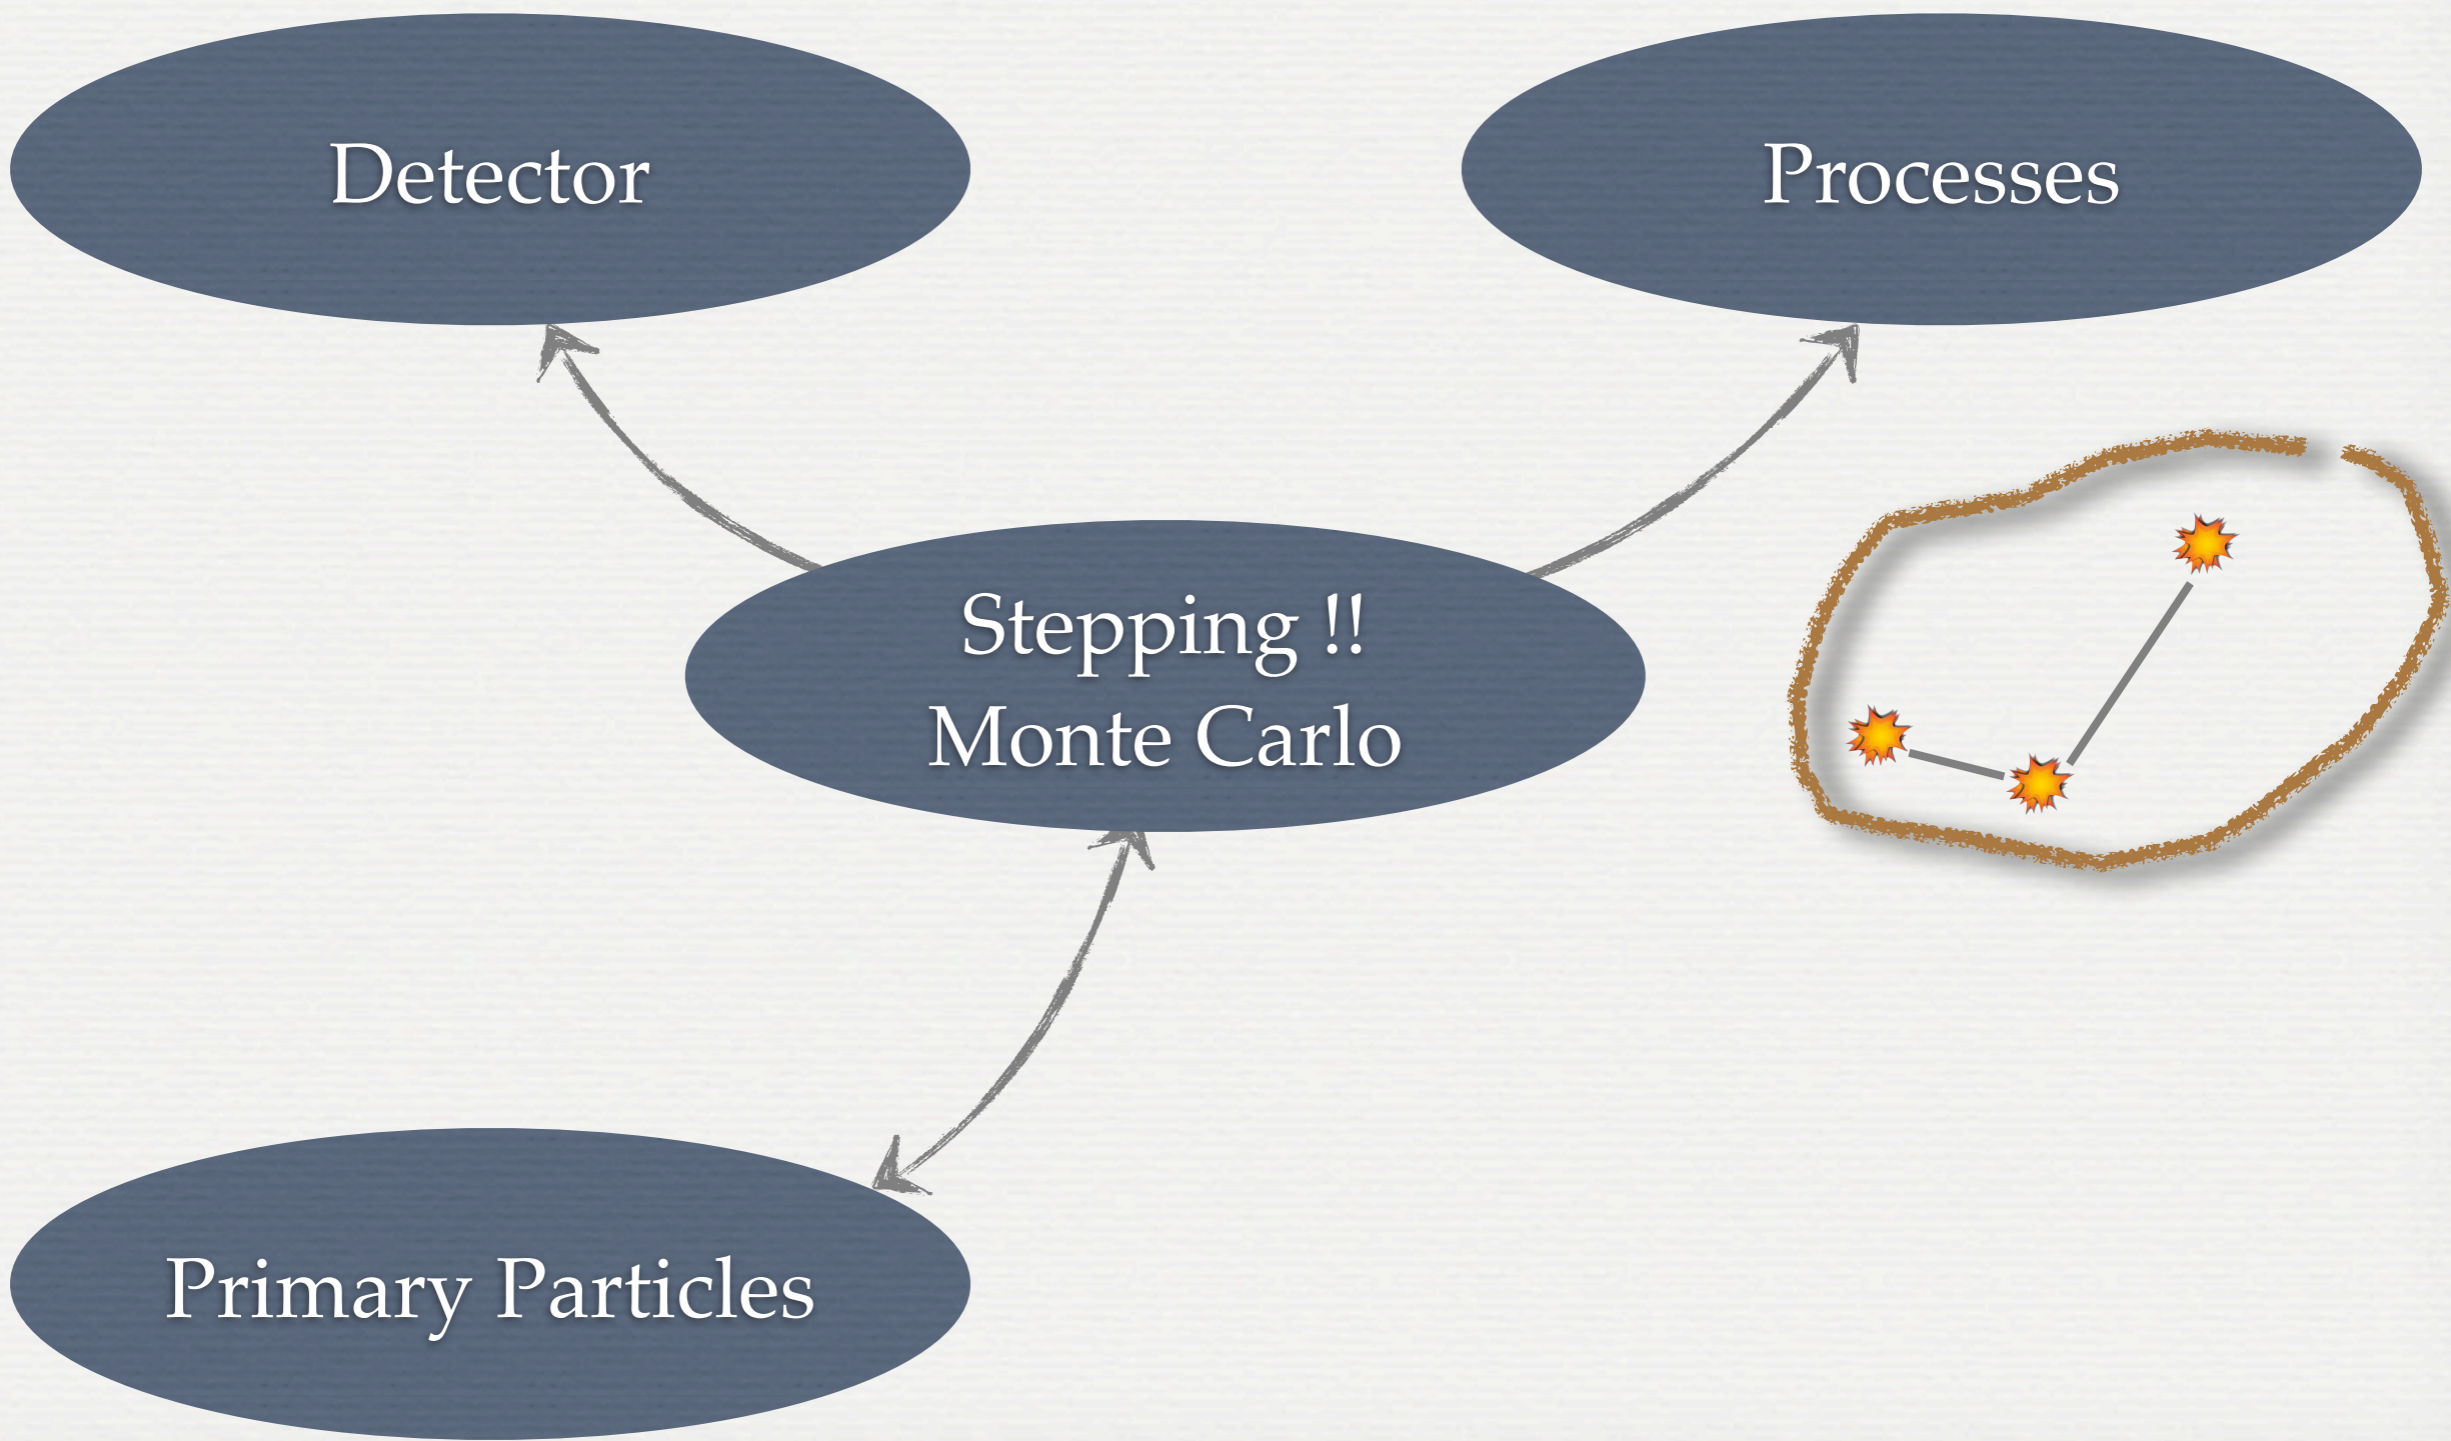 Detector
Processes
Stepping !!
Monte Carlo
Primary Particles